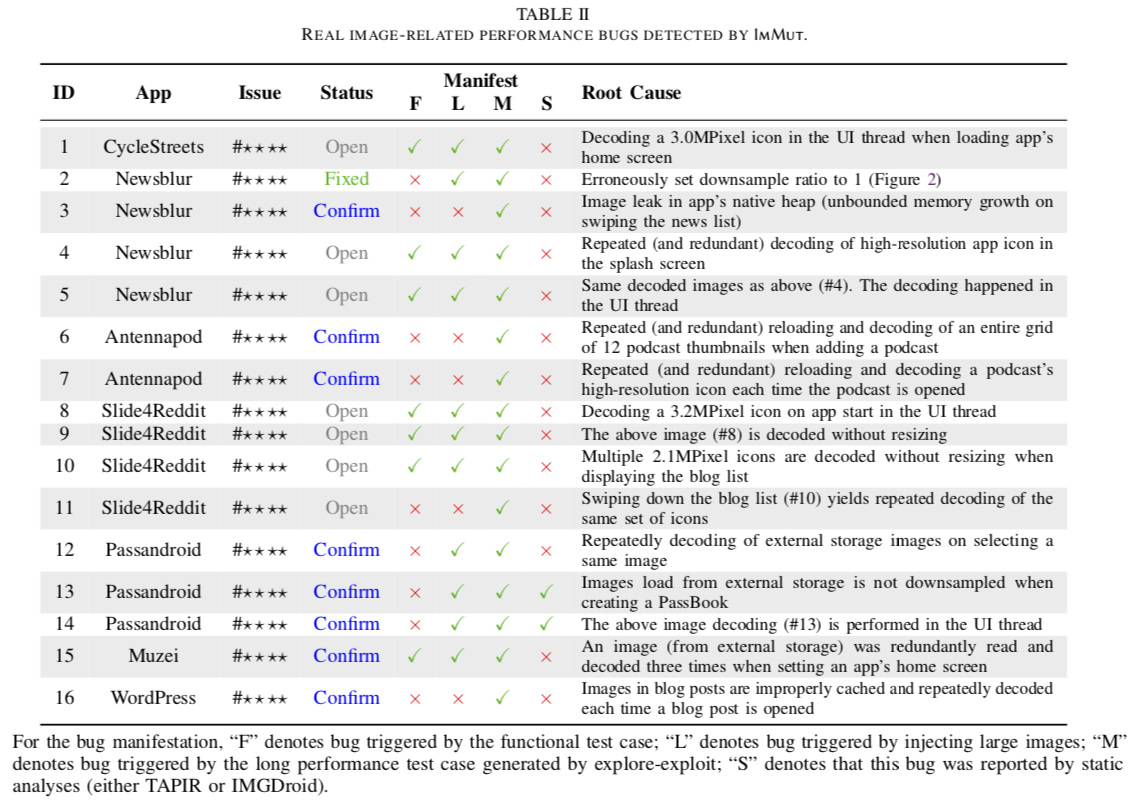 TABLE II
REAL IMAGE-RELATED PERFORMANCE BUGS DETECTED BY IMMUT.
ID App Issue Status Manifest Root Cause
F L M S
1 CycleStreets #⋆⋆⋆⋆ Open ✓ ✓ ✓ × Decoding a 3.0MPixel icon in the UI thread when loading app's
home screen
2 Newsblur #⋆⋆⋆⋆ Fixed × ✓ ✓ × Erroneously set downsample ratio to 1 (Figure 2)
3 Newsblur #⋆⋆⋆⋆ Confirm × × ✓ × Image leak in app's native heap (unbounded memory growth on
swiping the news list)
4 Newsblur #⋆⋆⋆⋆ Open ✓ ✓ ✓ × Repeated (and redundant) decoding of high-resolution app icon in
the splash screen
5 Newsblur #⋆⋆⋆⋆ Open ✓ ✓ ✓ × Same decoded images as above (#4). The decoding happened in
the UI thread
6 Antennapod #⋆⋆⋆⋆ Confirm × × ✓ × Repeated (and redundant) reloading and decoding of an entire grid
of 12 podcast thumbnails when adding a podcast
7 Antennapod #⋆⋆⋆⋆ Confirm × × ✓ × Repeated (and redundant) reloading and decoding a podcast's
high-resolution icon each time the podcast is opened
8 Slide4Reddit #⋆⋆⋆⋆ Open ✓ ✓ ✓ × Decoding a 3.2MPixel icon on app start in the UI thread
9 Slide4Reddit #⋆⋆⋆⋆ Open ✓ ✓ ✓ × The above image (#8) is decoded without resizing
10 Slide4Reddit #⋆⋆⋆⋆ Open ✓ ✓ ✓ × Multiple 2.1MPixel icons are decoded without resizing when
displaying the blog list
11 Slide4Reddit #⋆⋆⋆⋆ Open × × ✓ × Swiping down the blog list (#10) yields repeated decoding of the
same set of icons
12 Passandroid #⋆⋆⋆⋆ Confirm × ✓ ✓ × Repeatedly decoding of external storage images on selecting a
same image
13 Passandroid #⋆⋆⋆⋆ Confirm × ✓ ✓ ✓ Images load from external storage is not downsampled when
creating a PassBook
14 Passandroid #⋆⋆⋆⋆ Confirm × ✓ ✓ ✓ The above image decoding (#13) is performed in the UI thread
15 Muzei #⋆⋆⋆⋆ Confirm ✓ ✓ ✓ × An image (from external storage) was redundantly read and
decoded three times when setting an app's home screen
16 WordPress #⋆⋆⋆⋆ Confirm × × ✓ × Images in blog posts are improperly cached and repeatedly decoded
each time a blog post is opened
For the bug manifestation, “F” denotes bug triggered by the functional test case; “L” denotes bug triggered by injecting large images; “M”
denotes bug triggered by the long performance test case generated by explore-exploit; “S” denotes that this bug was reported by static
analyses (either TAPIR or IMGDroid).